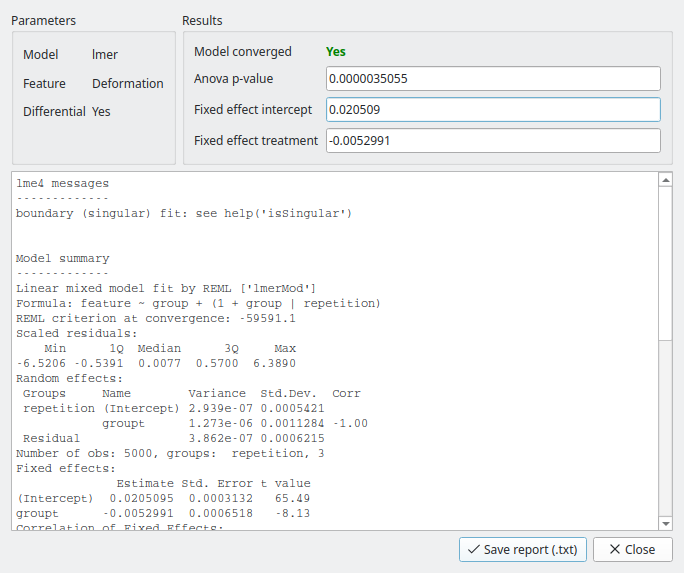 Parameters
Model lmer
Feature Deformation
Differential Yes
Results
Model converged Yes
Anova p-value 0.0000035055
Fixed effect intercept 0.020509
Fixed effect treatment -0.0052991
lme4 messages
-------------
boundary (singular) fit: see help('isSingular')
Model summary
-------------
Linear mixed model fit by REML ['lmerMod']
Formula: feature ~ group + (1 + group | repetition)
REML criterion at convergence: -59591.1
Scaled residuals:
    Min      1Q  Median      3Q     Max
-6.5206 -0.5391  0.0077  0.5700  6.3890
Random effects:
 Groups     Name        Variance  Std.Dev.  Corr
 repetition (Intercept) 2.939e-07 0.0005421
            groupt      1.273e-06 0.0011284 -1.00
 Residual               3.862e-07 0.0006215
Number of obs: 5000, groups:  repetition, 3
Fixed effects:
              Estimate Std. Error t value
(Intercept)  0.0205095  0.0003132   65.49
groupt      -0.0052991  0.0006518   -8.13
Correlation of Fixed Effects:
Save report (.txt)
Close